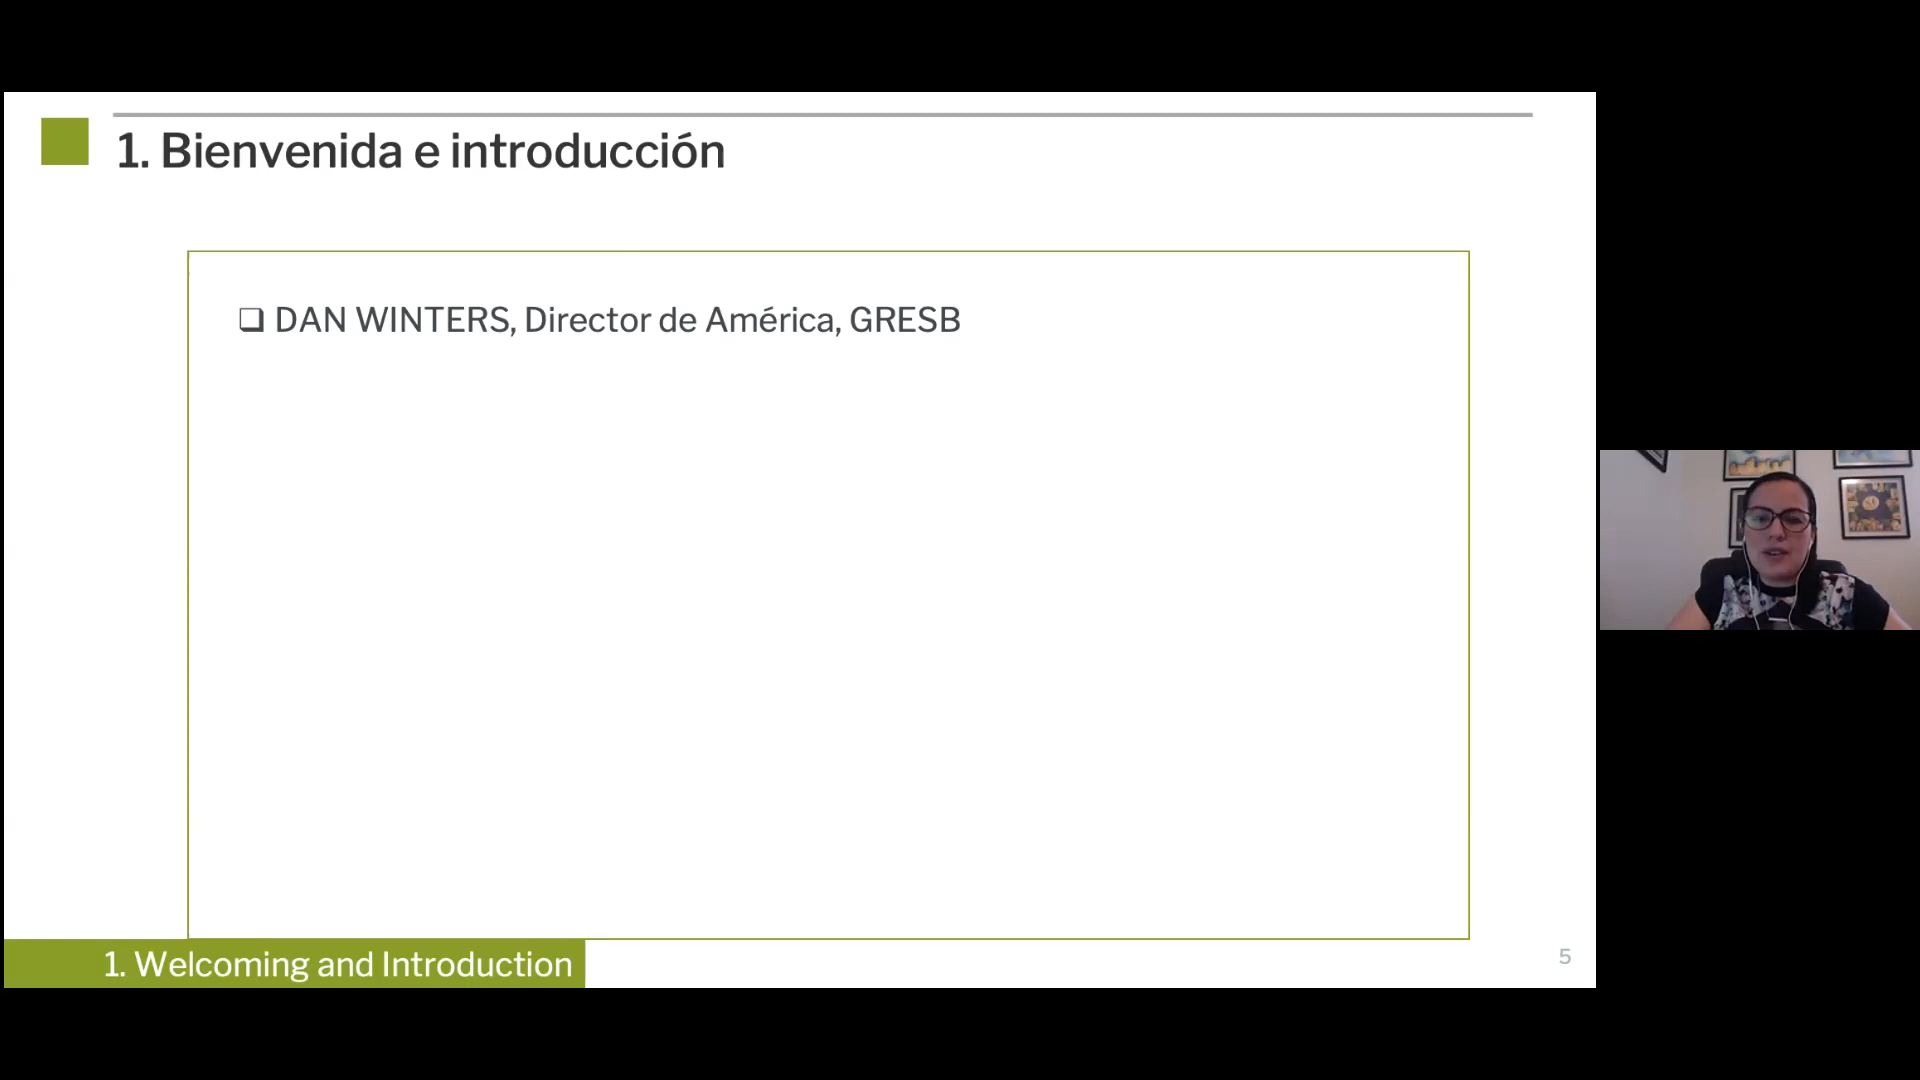 1. Bienvenida e introducción
❑ DAN WINTERS, Director de América, GRESB
1. Welcoming and Introduction
5